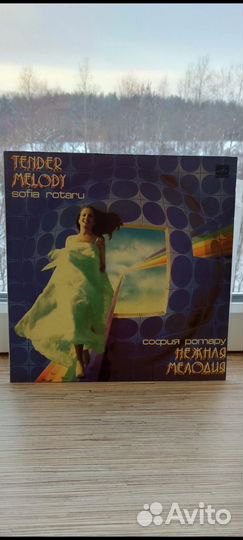 TENDER
MELODY
sofia rotaru
софия ротару
НЕЖНАЯ
МЕЛОДИЯ
Avito